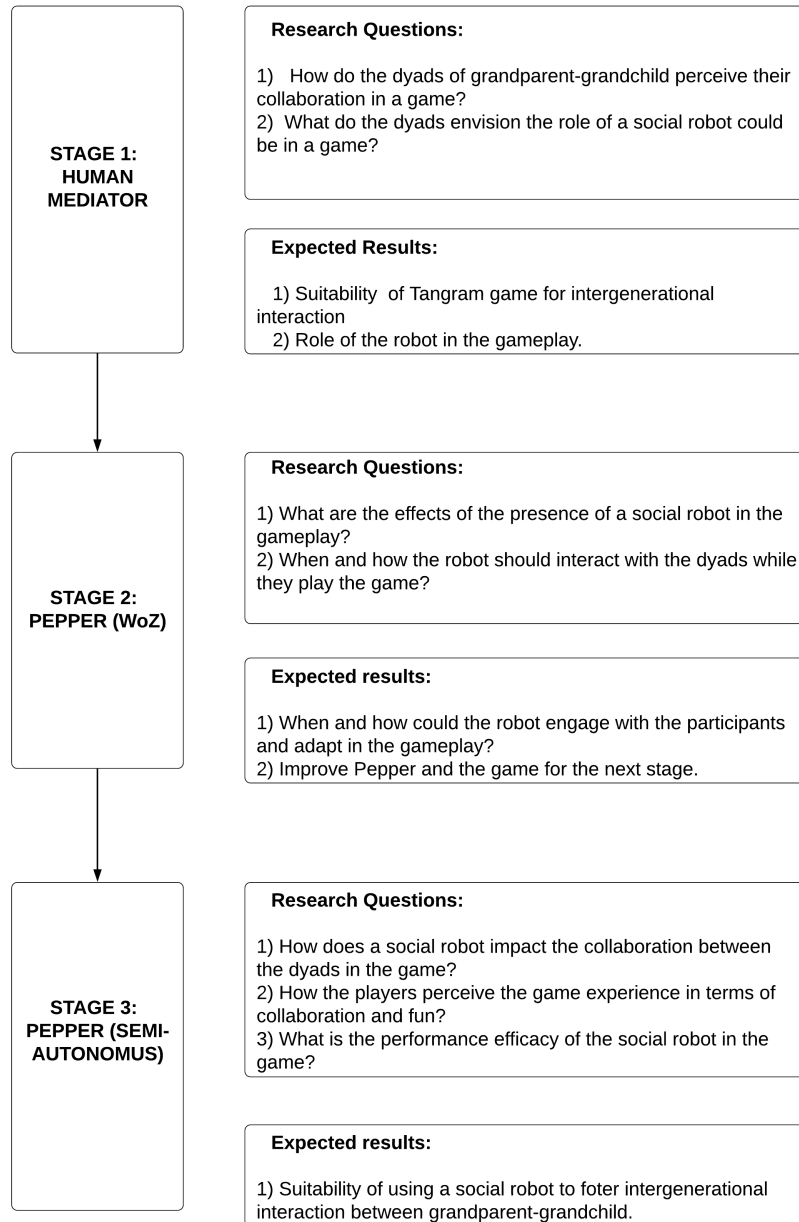 STAGE 1:
HUMAN
MEDIATOR
Research Questions:
1) How do the dyads of grandparent-grandchild perceive their
collaboration in a game?
2) What do the dyads envision the role of a social robot could
be in a game?
Expected Results:
1) Suitability of Tangram game for intergenerational
interaction
2) Role of the robot in the gameplay.
STAGE 2:
PEPPER (WoZ)
Research Questions:
1) What are the effects of the presence of a social robot in the
gameplay?
2) When and how the robot should interact with the dyads while
they play the game?
Expected results:
1) When and how could the robot engage with the participants
and adapt in the gameplay?
2) Improve Pepper and the game for the next stage.
STAGE 3:
PEPPER (SEMI-
AUTONOMUS)
Research Questions:
1) How does a social robot impact the collaboration between
the dyads in the game?
2) How the players perceive the game experience in terms of
collaboration and fun?
3) What is the performance efficacy of the social robot in the
game?
Expected results:
1) Suitability of using a social robot to foter intergenerational
interaction between grandparent-grandchild.